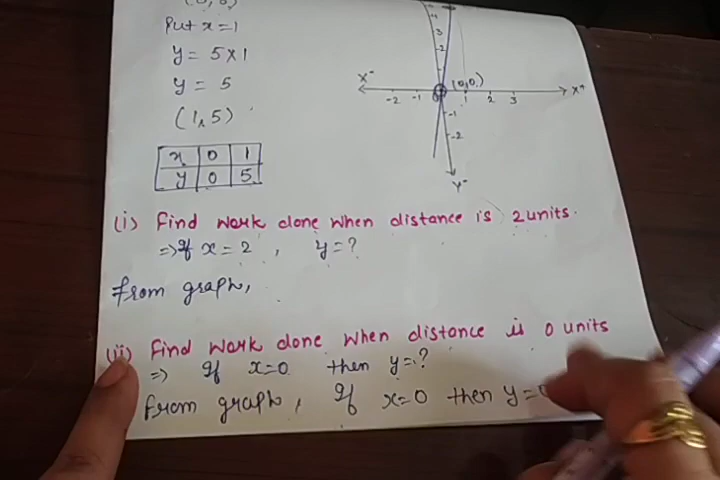 Put x=1
y = 5×1
y = 5
(1,5)
x 0 1
y 0 5
3
2
X⁻ (0,0) X⁺
-2 -1 1 2 3
-1
-2
Y⁻
(i) Find work done when distance is 2 units.
⇒ If x = 2 , y = ?
From graph,
(ii) Find work done when distance is 0 units
⇒ If x=0 then y=?
From graph, If x=0 then y=